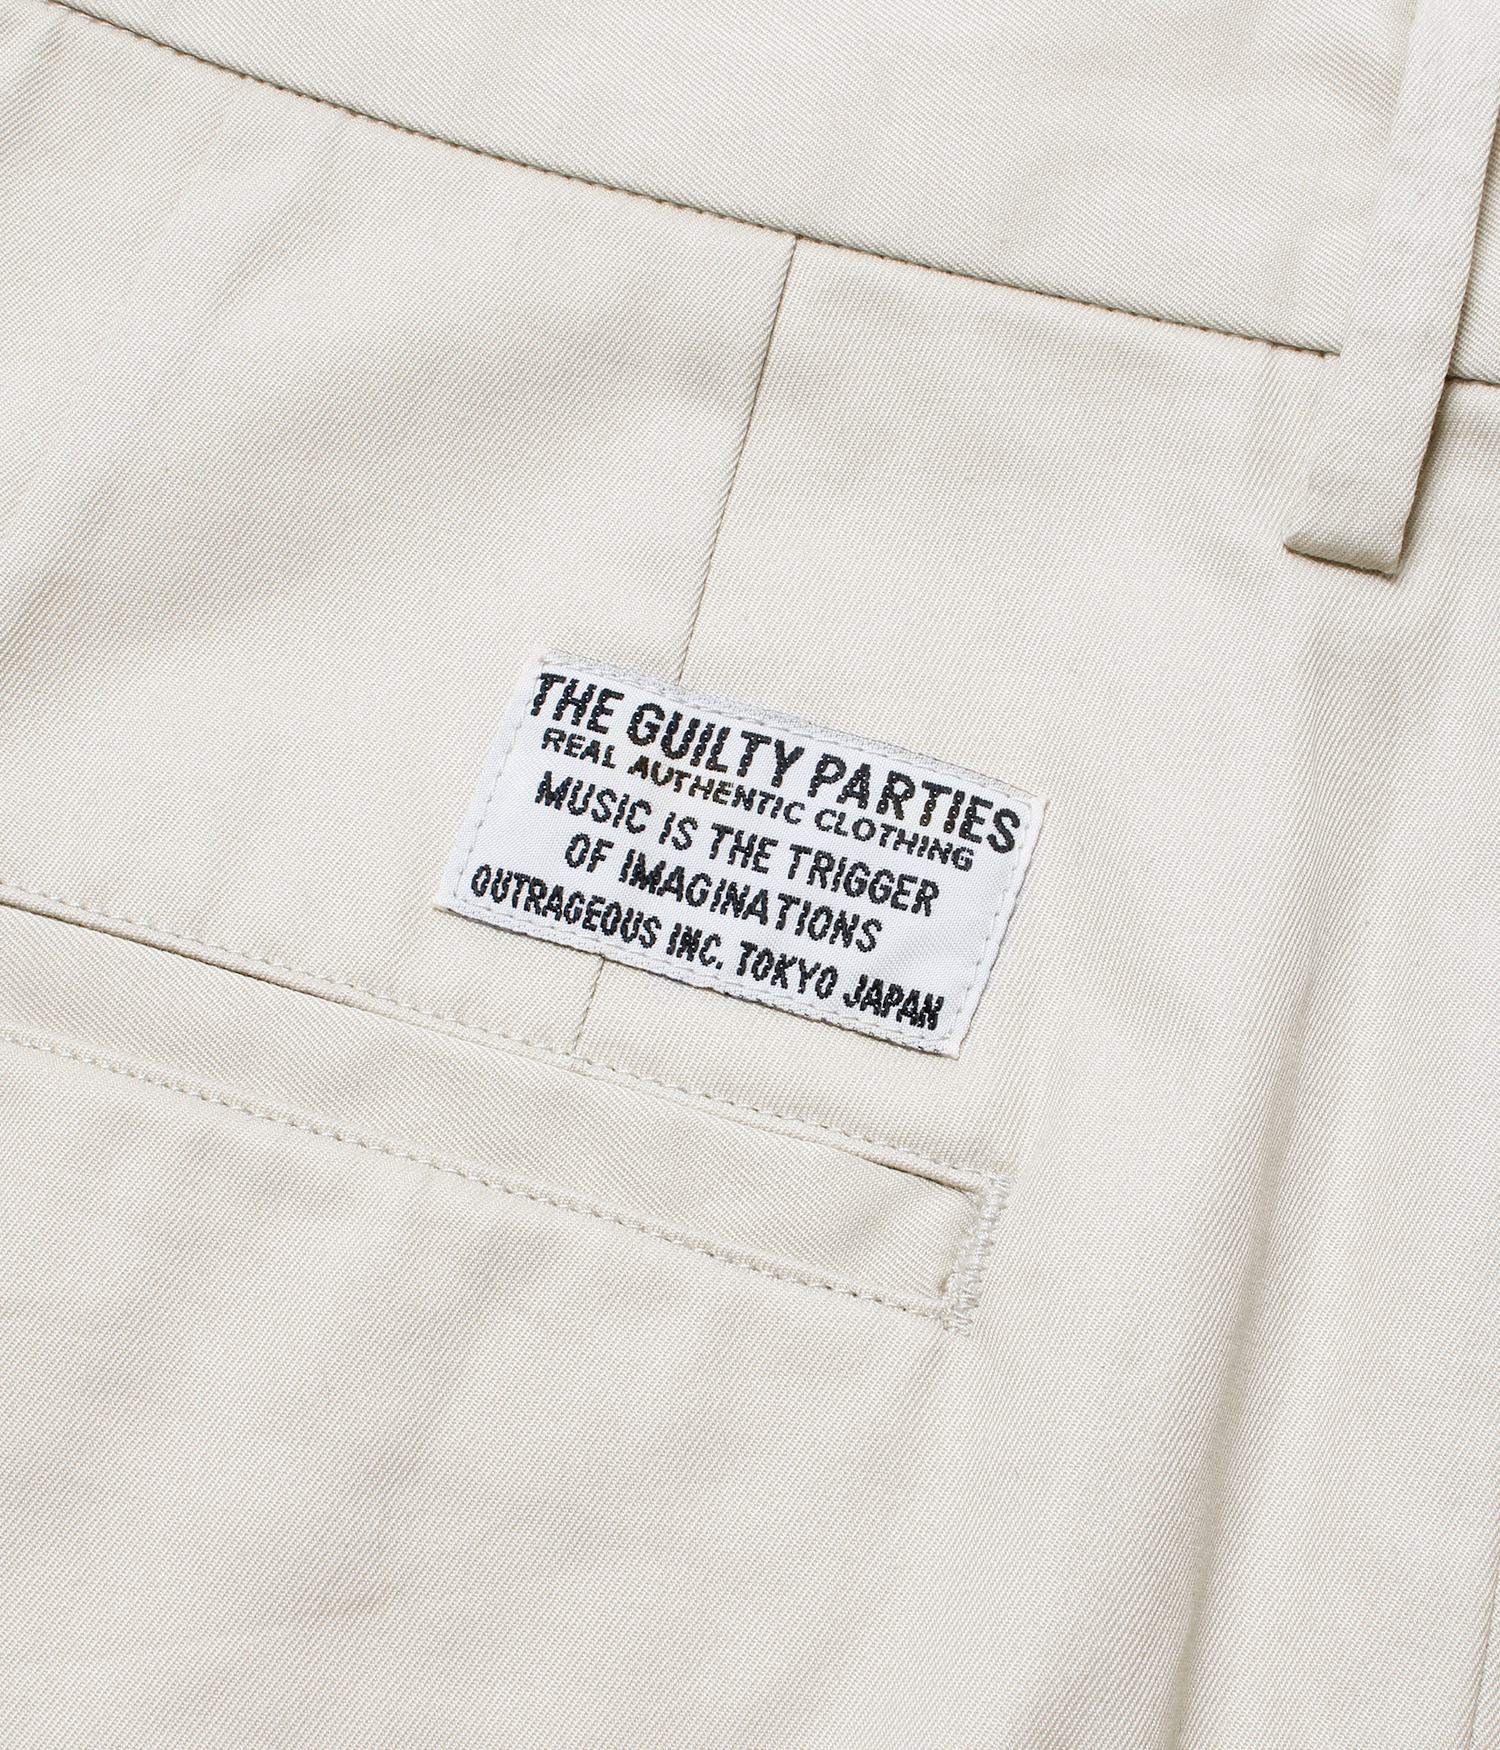 THE GUILTY PARTIES
REAL AUTHENTIC CLOTHING
MUSIC IS THE TRIGGER
OF IMAGINATIONS
OUTRAGEOUS INC. TOKYO JAPAN